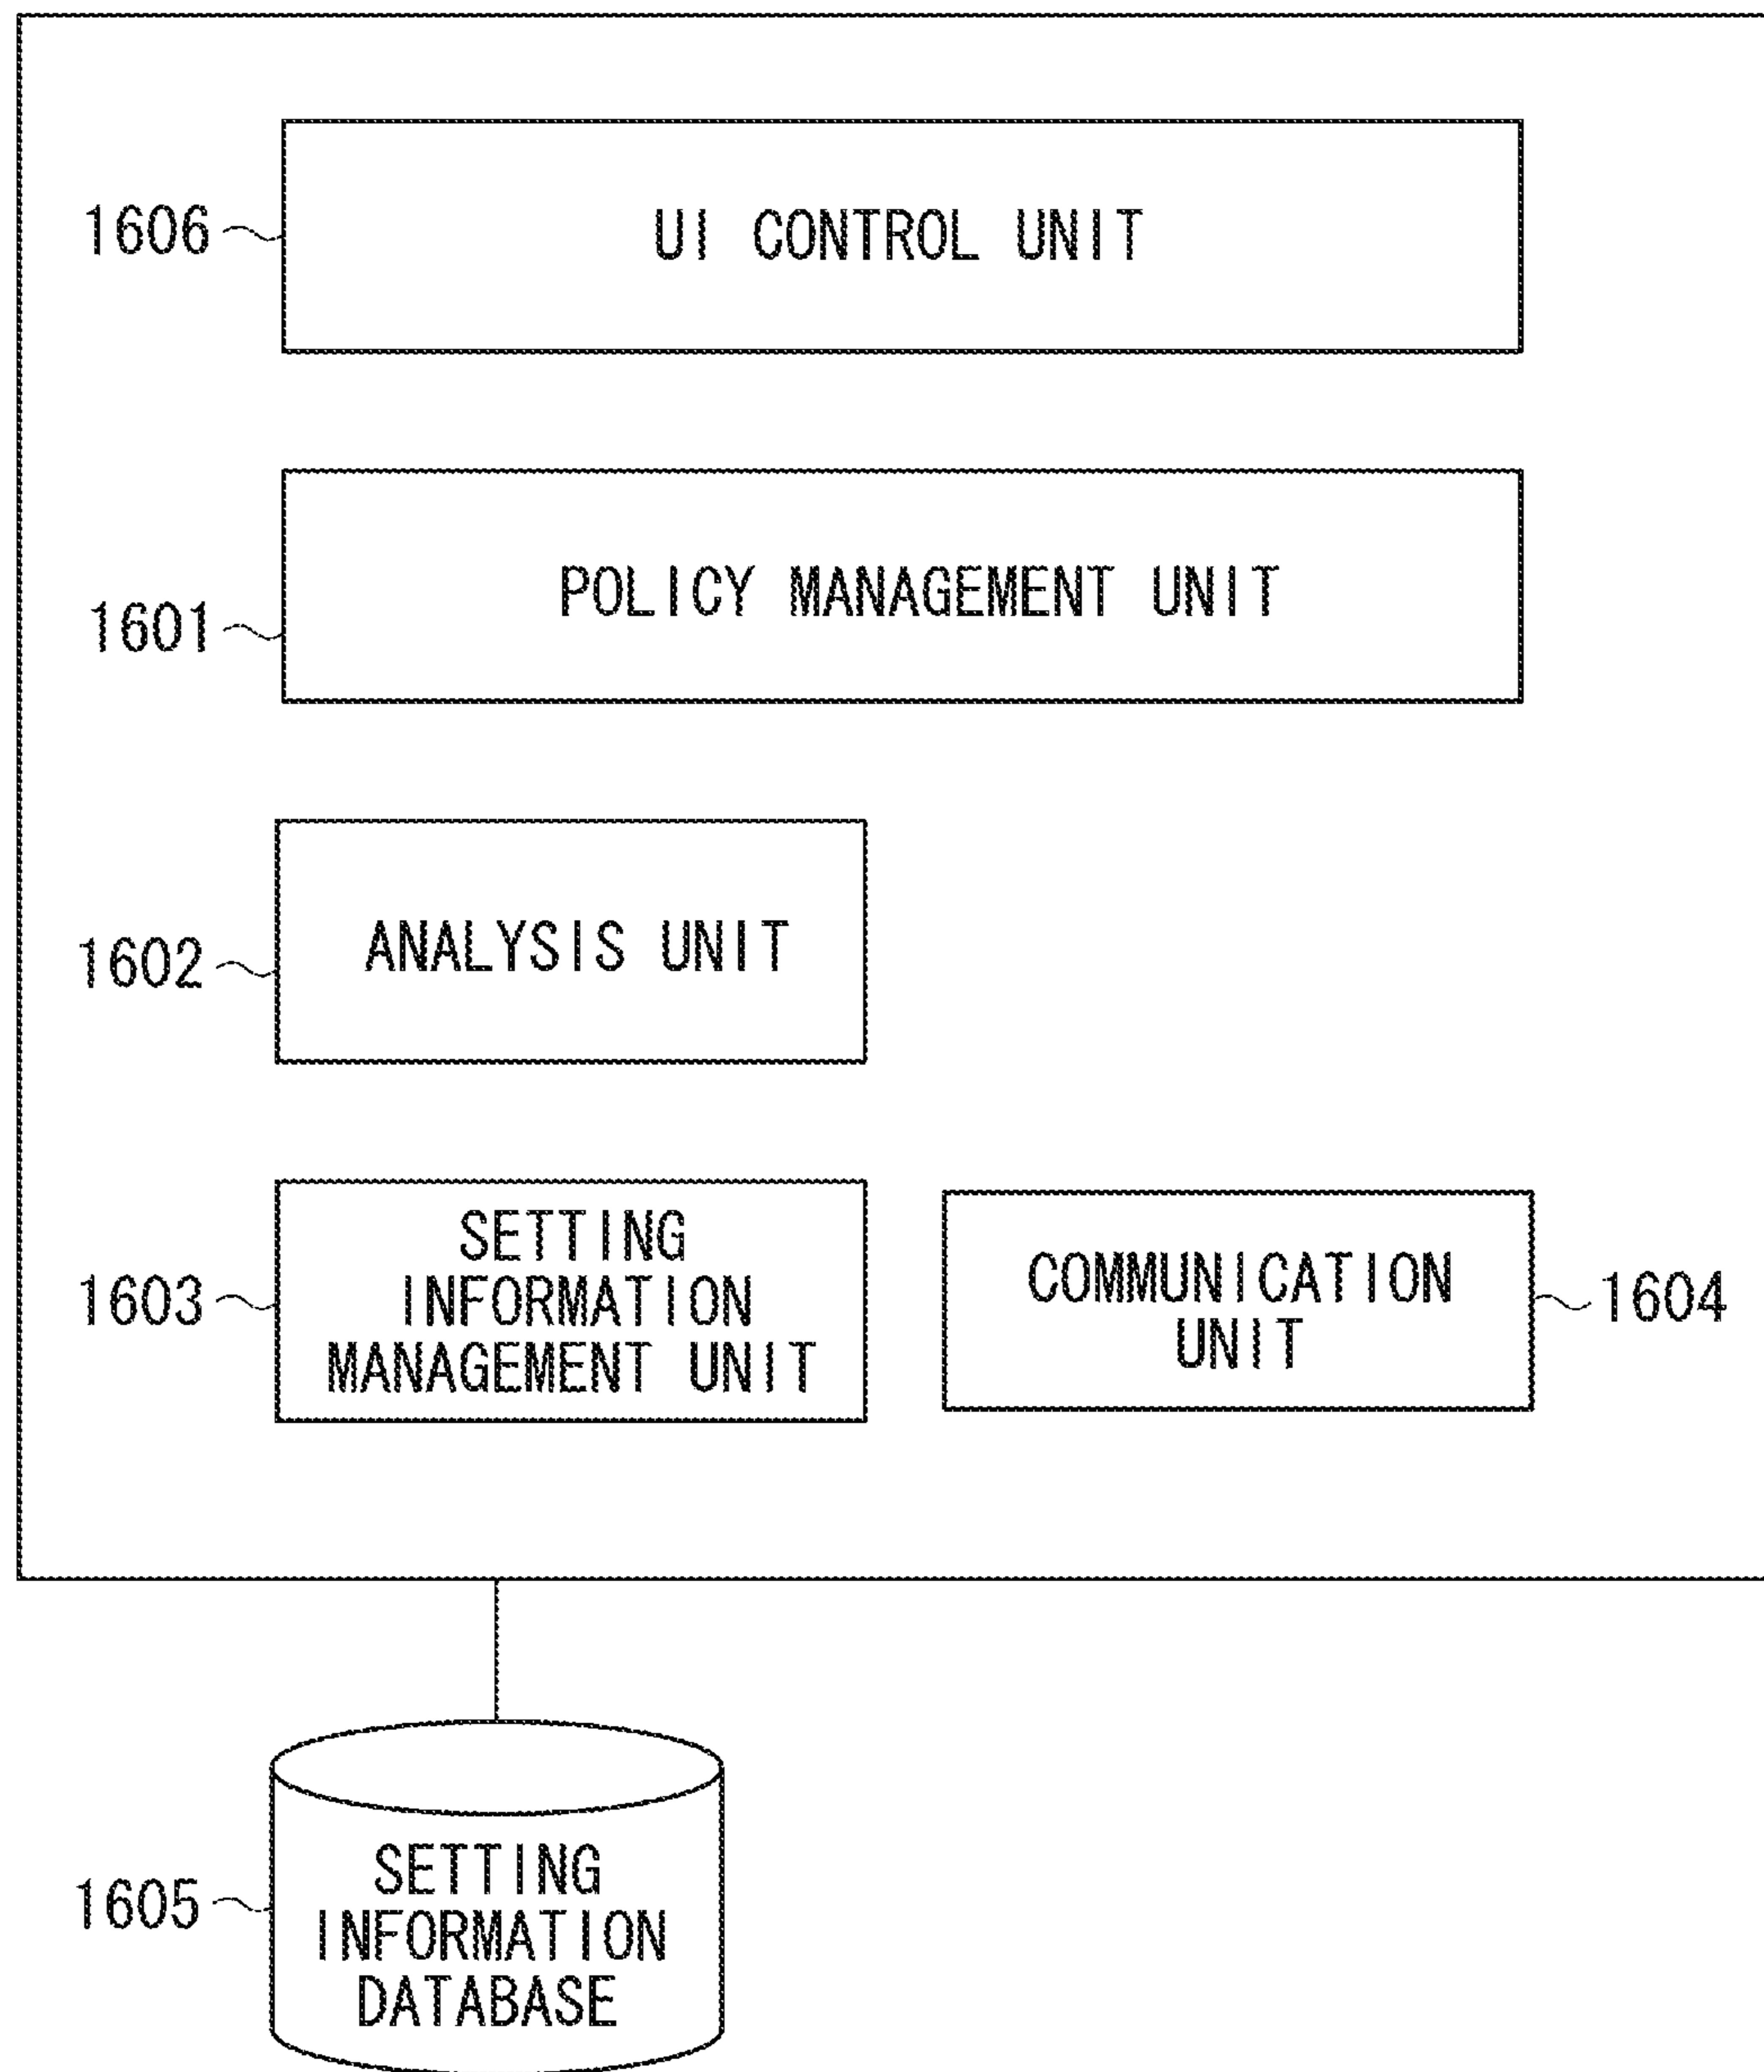 1606
UI CONTROL UNIT
1601
POLICY MANAGEMENT UNIT
1602
ANALYSIS UNIT
1603
SETTING
INFORMATION
MANAGEMENT UNIT
COMMUNICATION
UNIT
1604
1605
SETTING
INFORMATION
DATABASE